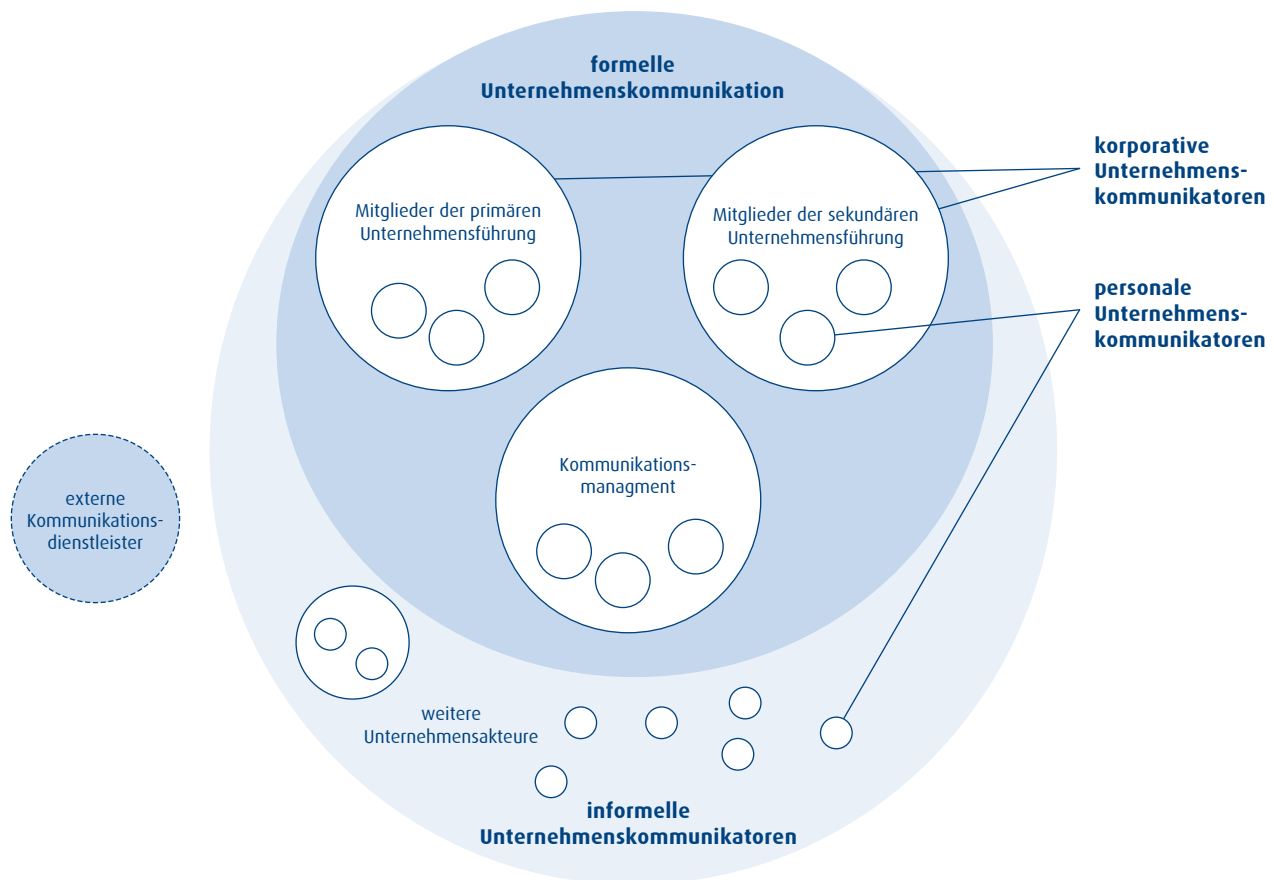 formelle
Unternehmenskommunikation
korporative
Unternehmens-
kommunikatoren
Mitglieder der primären
Unternehmensführung
Mitglieder der sekundären
Unternehmensführung
personale
Unternehmens-
kommunikatoren
Kommunikations-
managment
externe
Kommunikations-
dienstleister
weitere
Unternehmensakteure
informelle
Unternehmenskommunikatoren